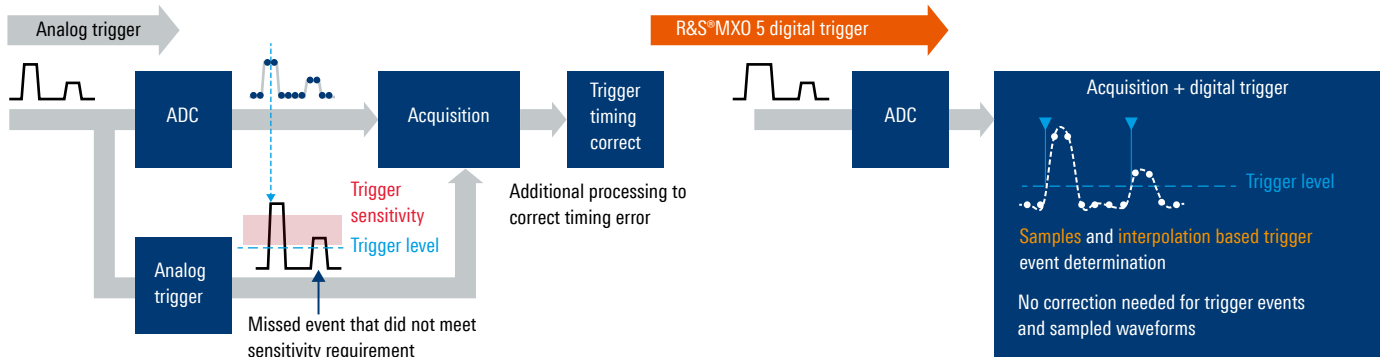 Analog trigger
ADC
Acquisition
Trigger
timing
correct
Additional processing to
correct timing error
Trigger
sensitivity
Trigger level
Analog
trigger
Missed event that did not meet
sensitivity requirement
R&S®MXO 5 digital trigger
ADC
Acquisition + digital trigger
Trigger level
Samples and interpolation based trigger
event determination
No correction needed for trigger events
and sampled waveforms